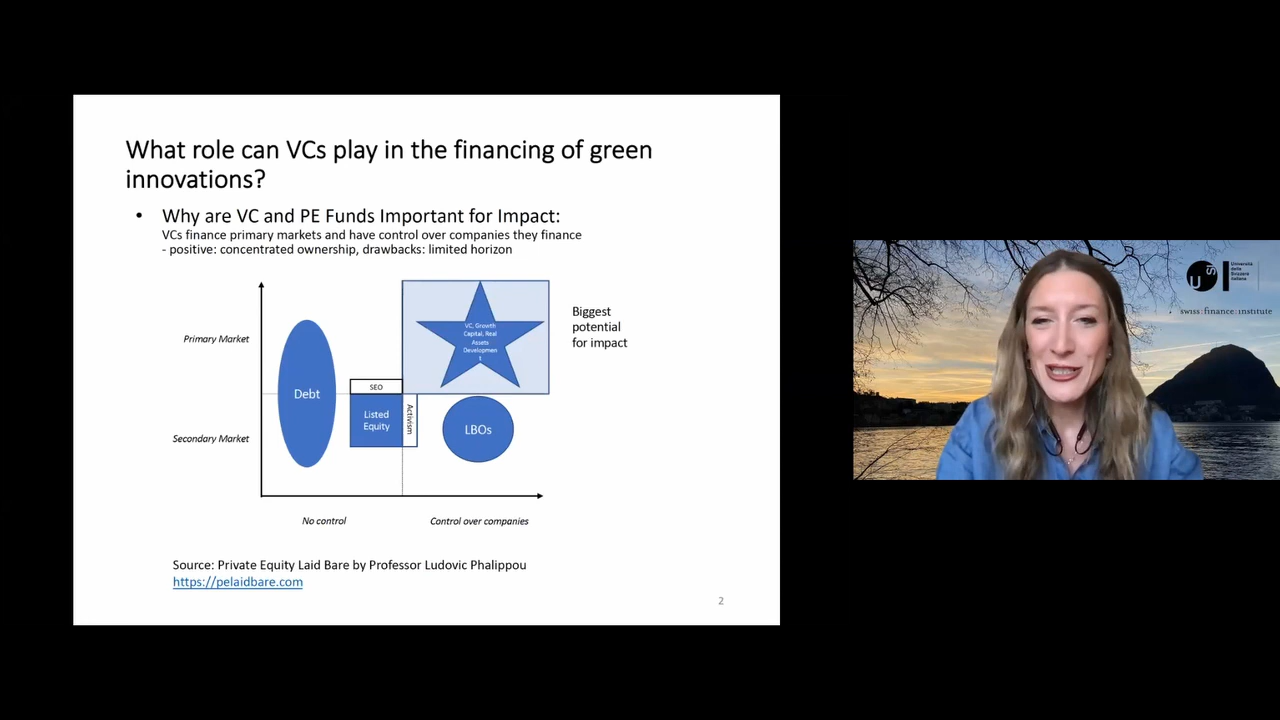 What role can VCs play in the financing of green
innovations?
• Why are VC and PE Funds Important for Impact:
VCs finance primary markets and have control over companies they finance
- positive: concentrated ownership, drawbacks: limited horizon
Primary Market
Secondary Market
Debt
SEO
Listed
Equity
Activism
VC, Growth
Capital, Real
Assets
Developmen
t
LBOs
Biggest
potential
for impact
No control
Control over companies
Source: Private Equity Laid Bare by Professor Ludovic Phalippou
https://pelaidbare.com
2
US
Università
della
Svizzera
italiana
swiss:finance:institute